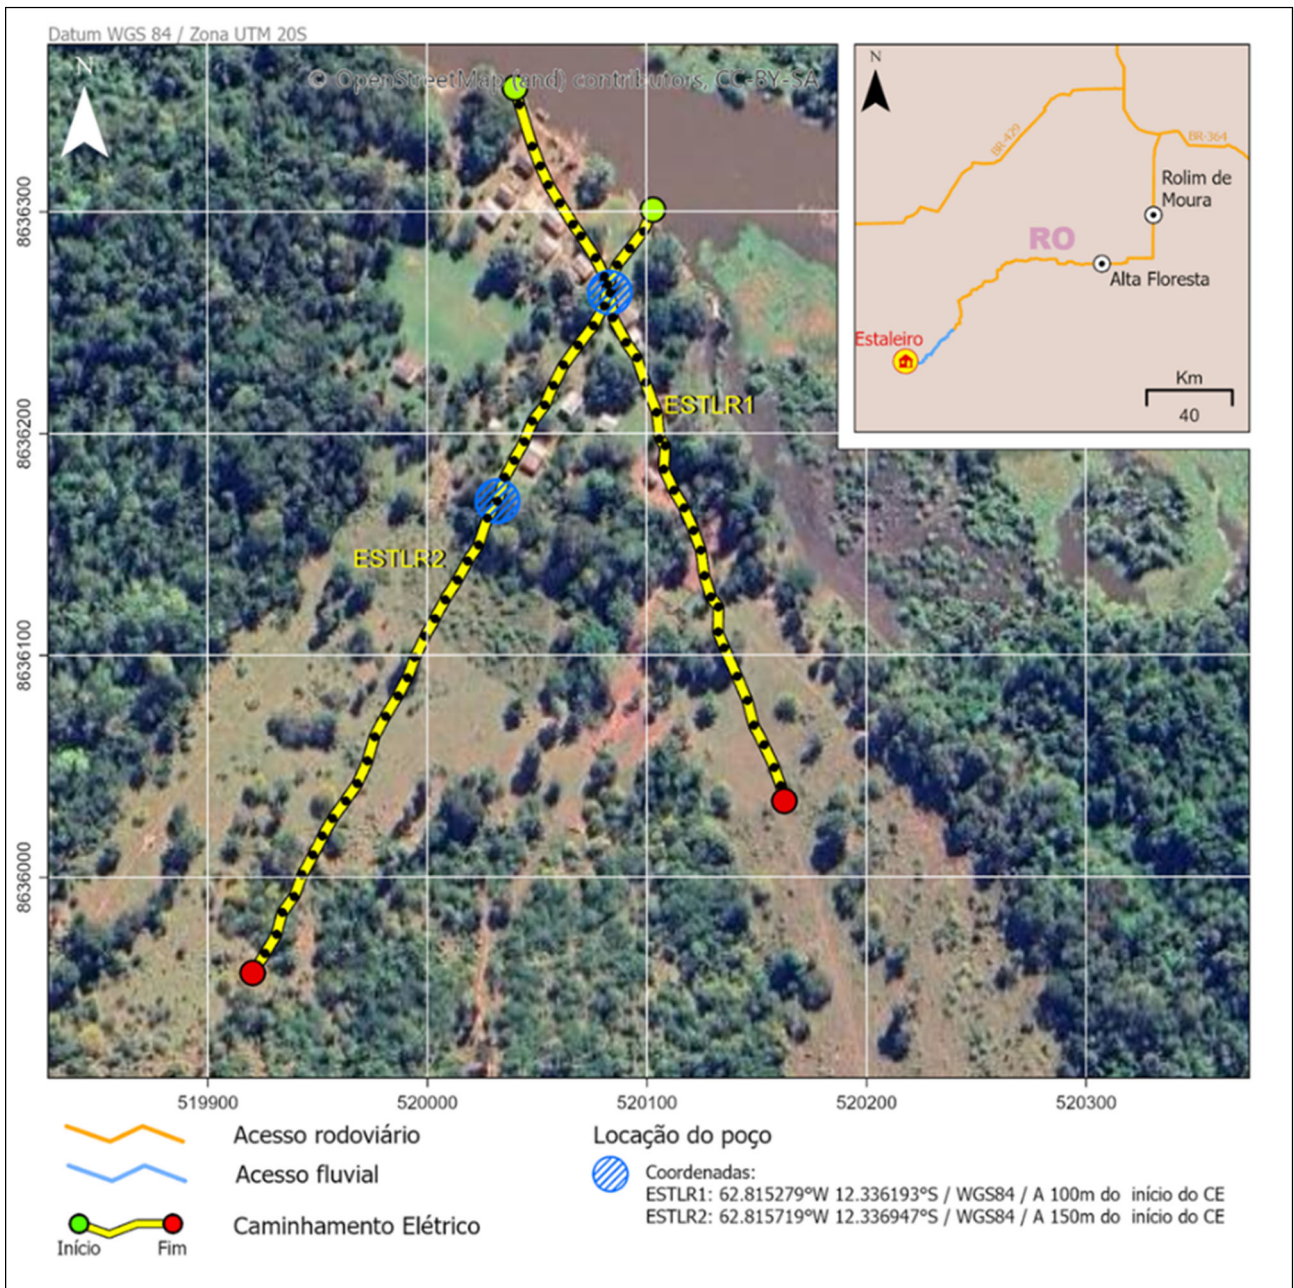 Datum WGS 84 / Zona UTM 20S
N
© OpenStreetMap (and) contributors, CC-BY-SA
N
BR-429
BR-364
Rolim de
Moura
RO
Alta Floresta
Estaleiro
Km
40
8636300
8636200
8636100
8636000
ESTLR1
ESTLR2
519900
520000
520100
520200
520300
Acesso rodoviário
Acesso fluvial
Início
Fim
Caminhamento Elétrico
Locação do poço
Coordenadas:
ESTLR1: 62.815279°W 12.336193°S / WGS84 / A 100m do início do CE
ESTLR2: 62.815719°W 12.336947°S / WGS84 / A 150m do início do CE